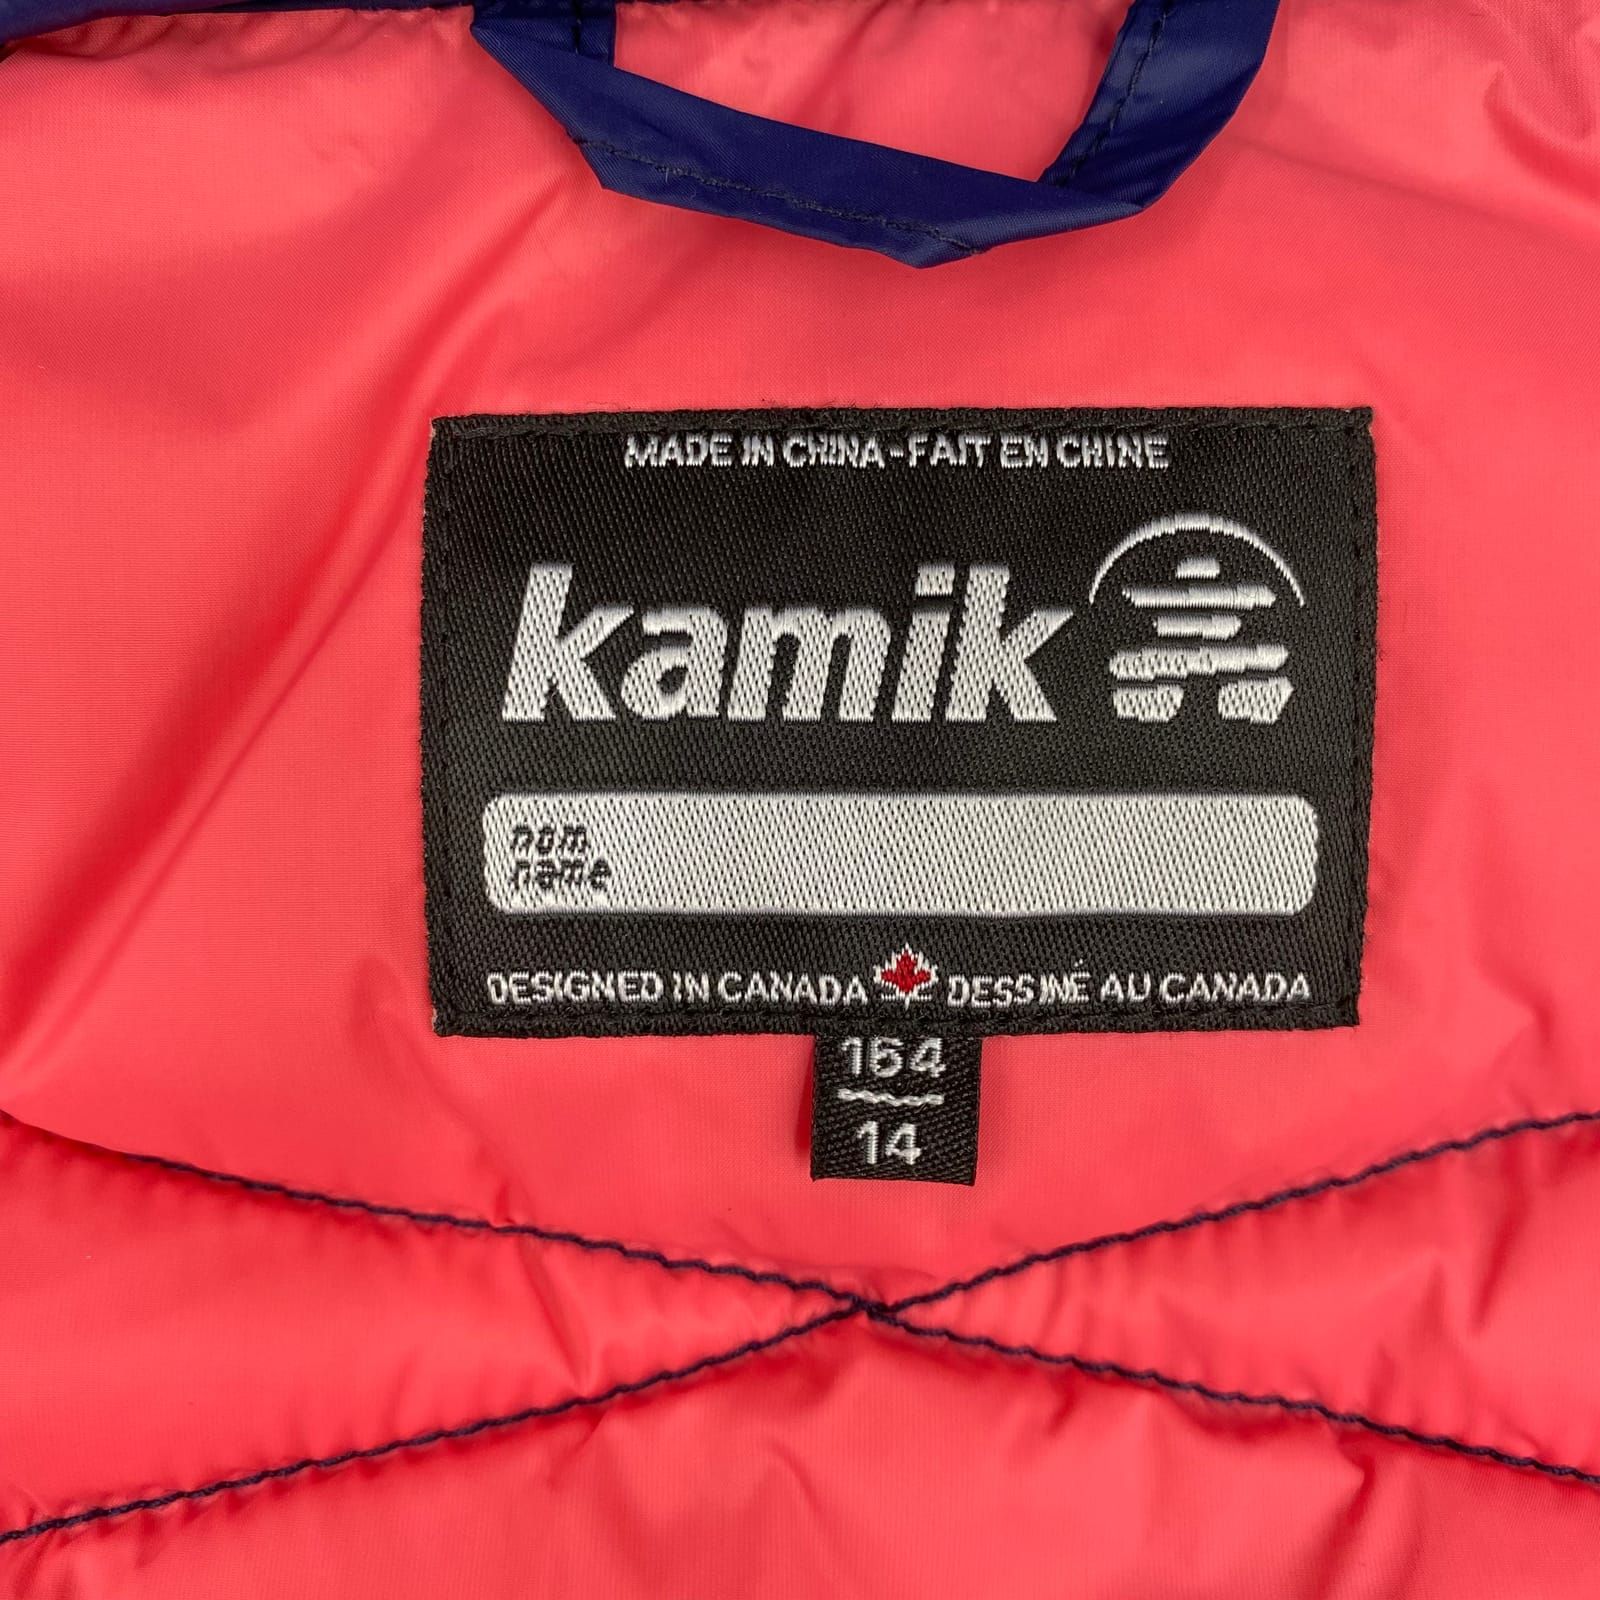 MADE IN CHINA-FAIT EN CHINE
kamik
nom
name
DESIGNED IN CANADA DESSINÉ AU CANADA
164
14